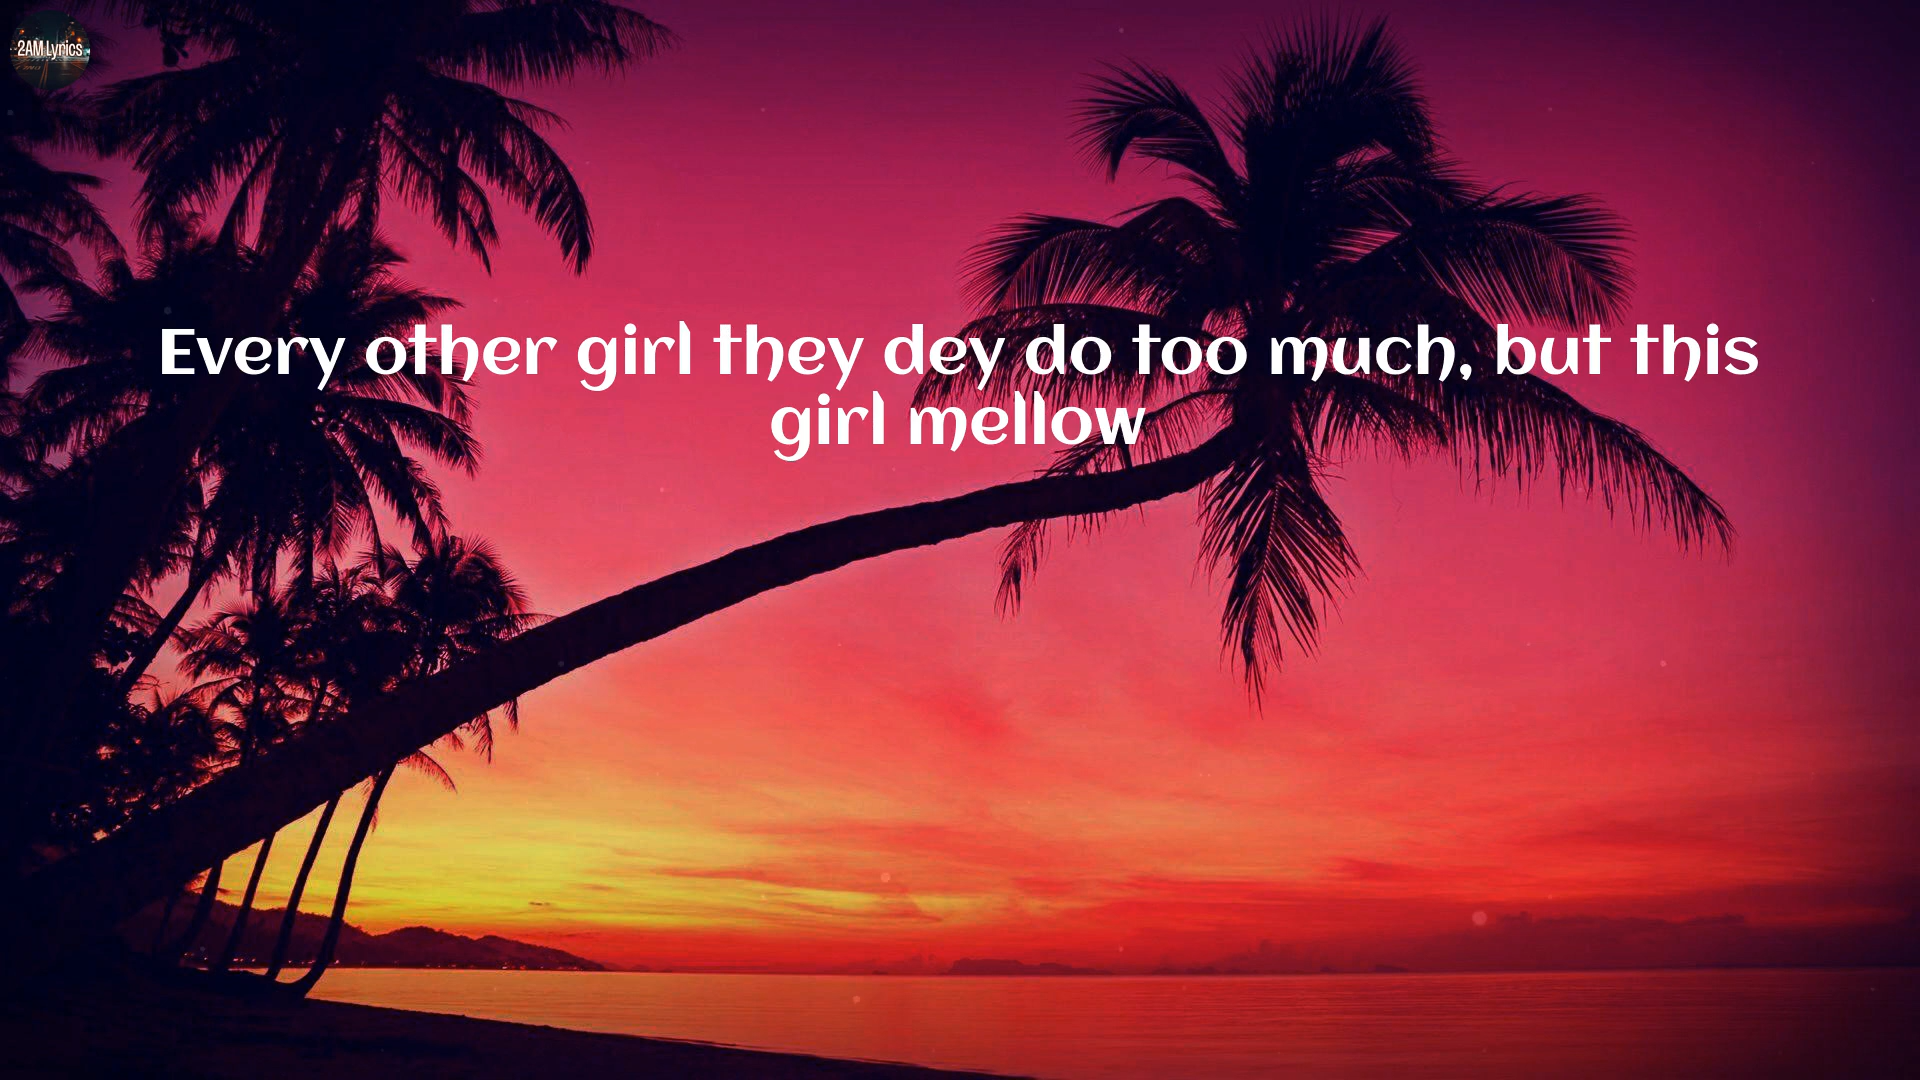 2AM Lyrics
Every other girl they dey do too much, but this
girl mellow